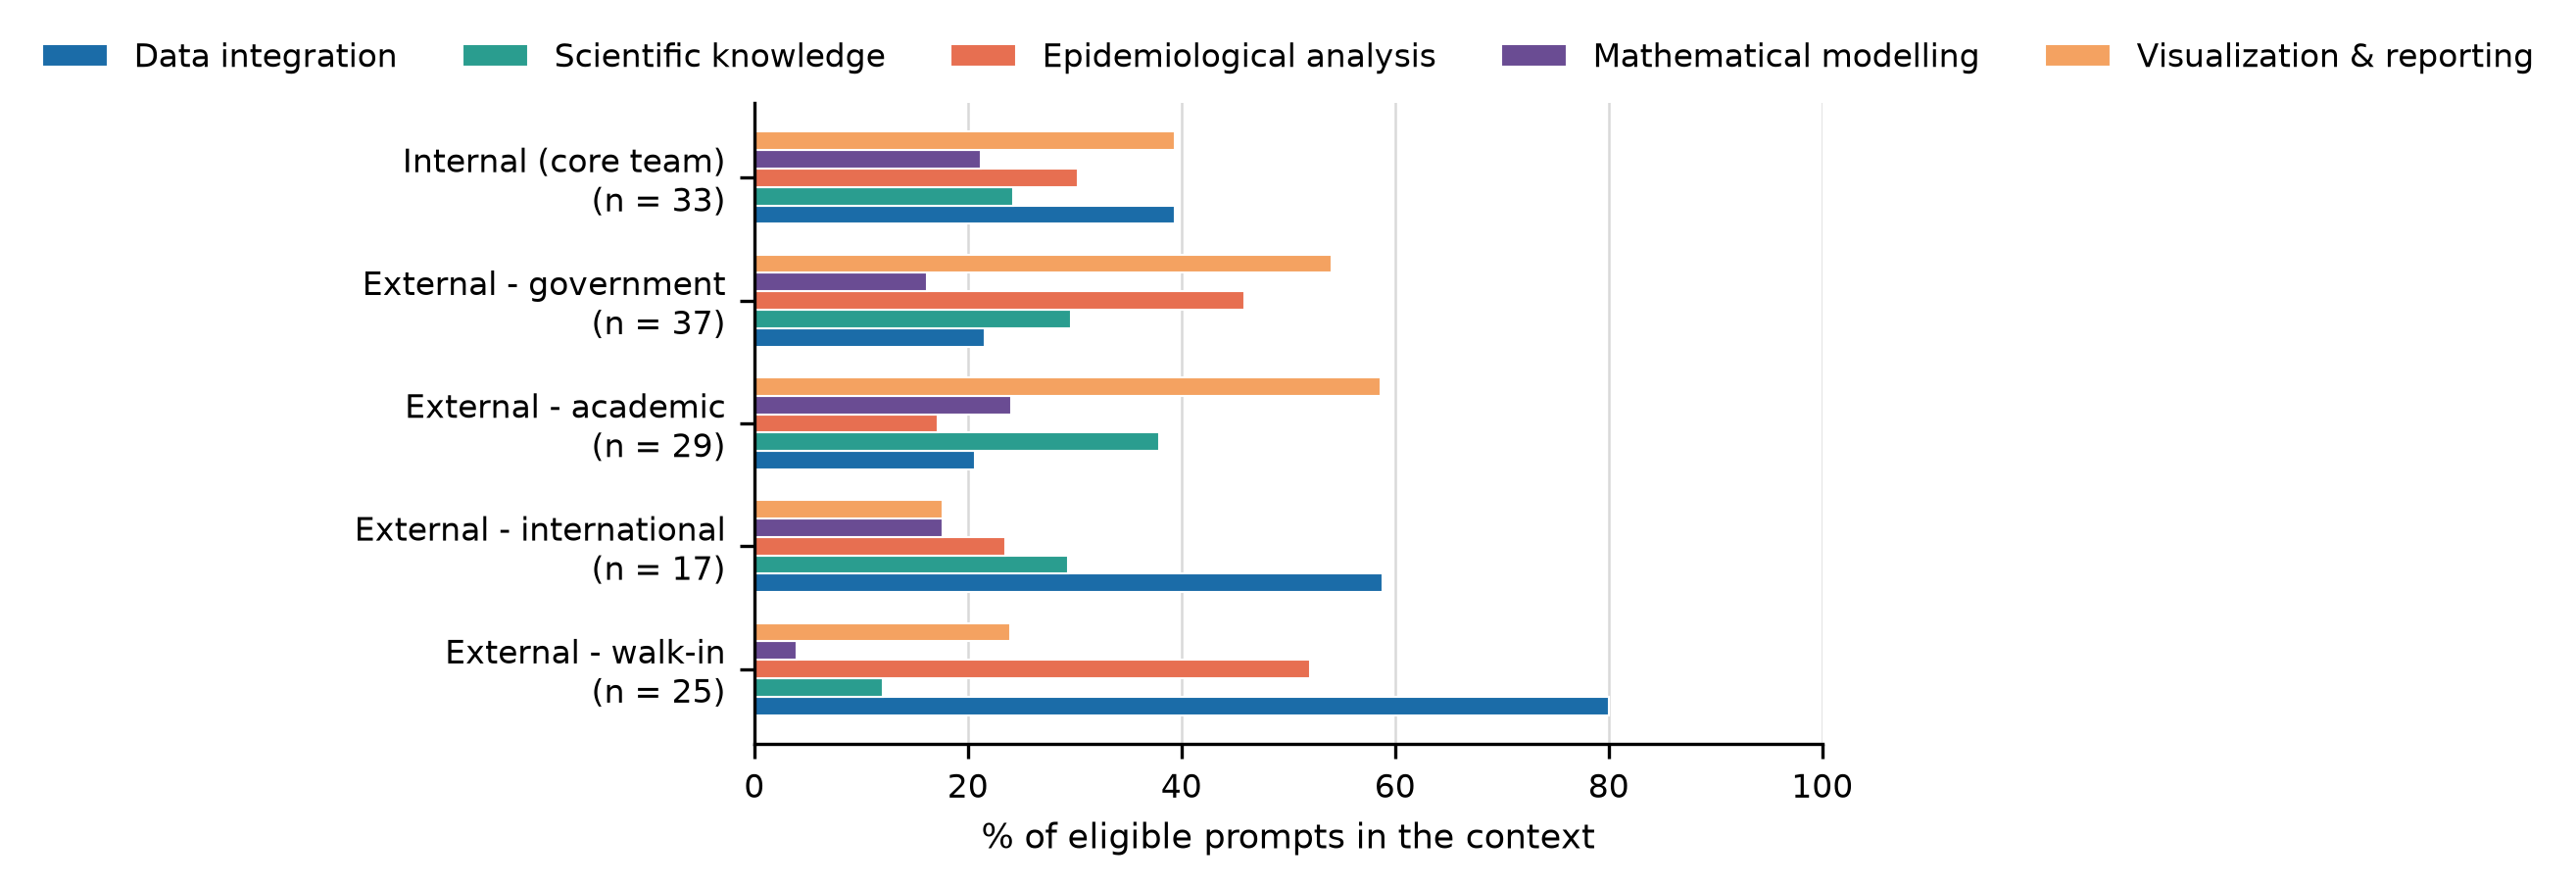 Data integration Scientific knowledge Epidemiological analysis Mathematical modelling Visualization & reporting
Internal (core team)
(n = 33)
External - government
(n = 37)
External - academic
(n = 29)
External - international
(n = 17)
External - walk-in
(n = 25)
0 20 40 60 80 100
% of eligible prompts in the context